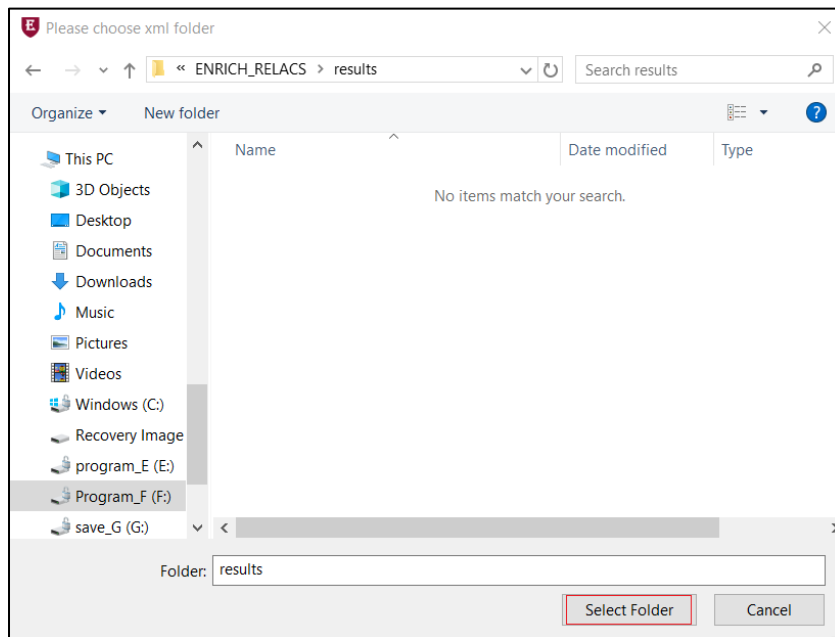 E Please choose xml folder
« ENRICH_RELACS > results
Search results
Organize New folder
?
Name Date modified Type
No items match your search.
This PC
3D Objects
Desktop
Documents
Downloads
Music
Pictures
Videos
Windows (C:)
Recovery Image
program_E (E:)
Program_F (F:)
save_G (G:)
Folder: results
Select Folder Cancel